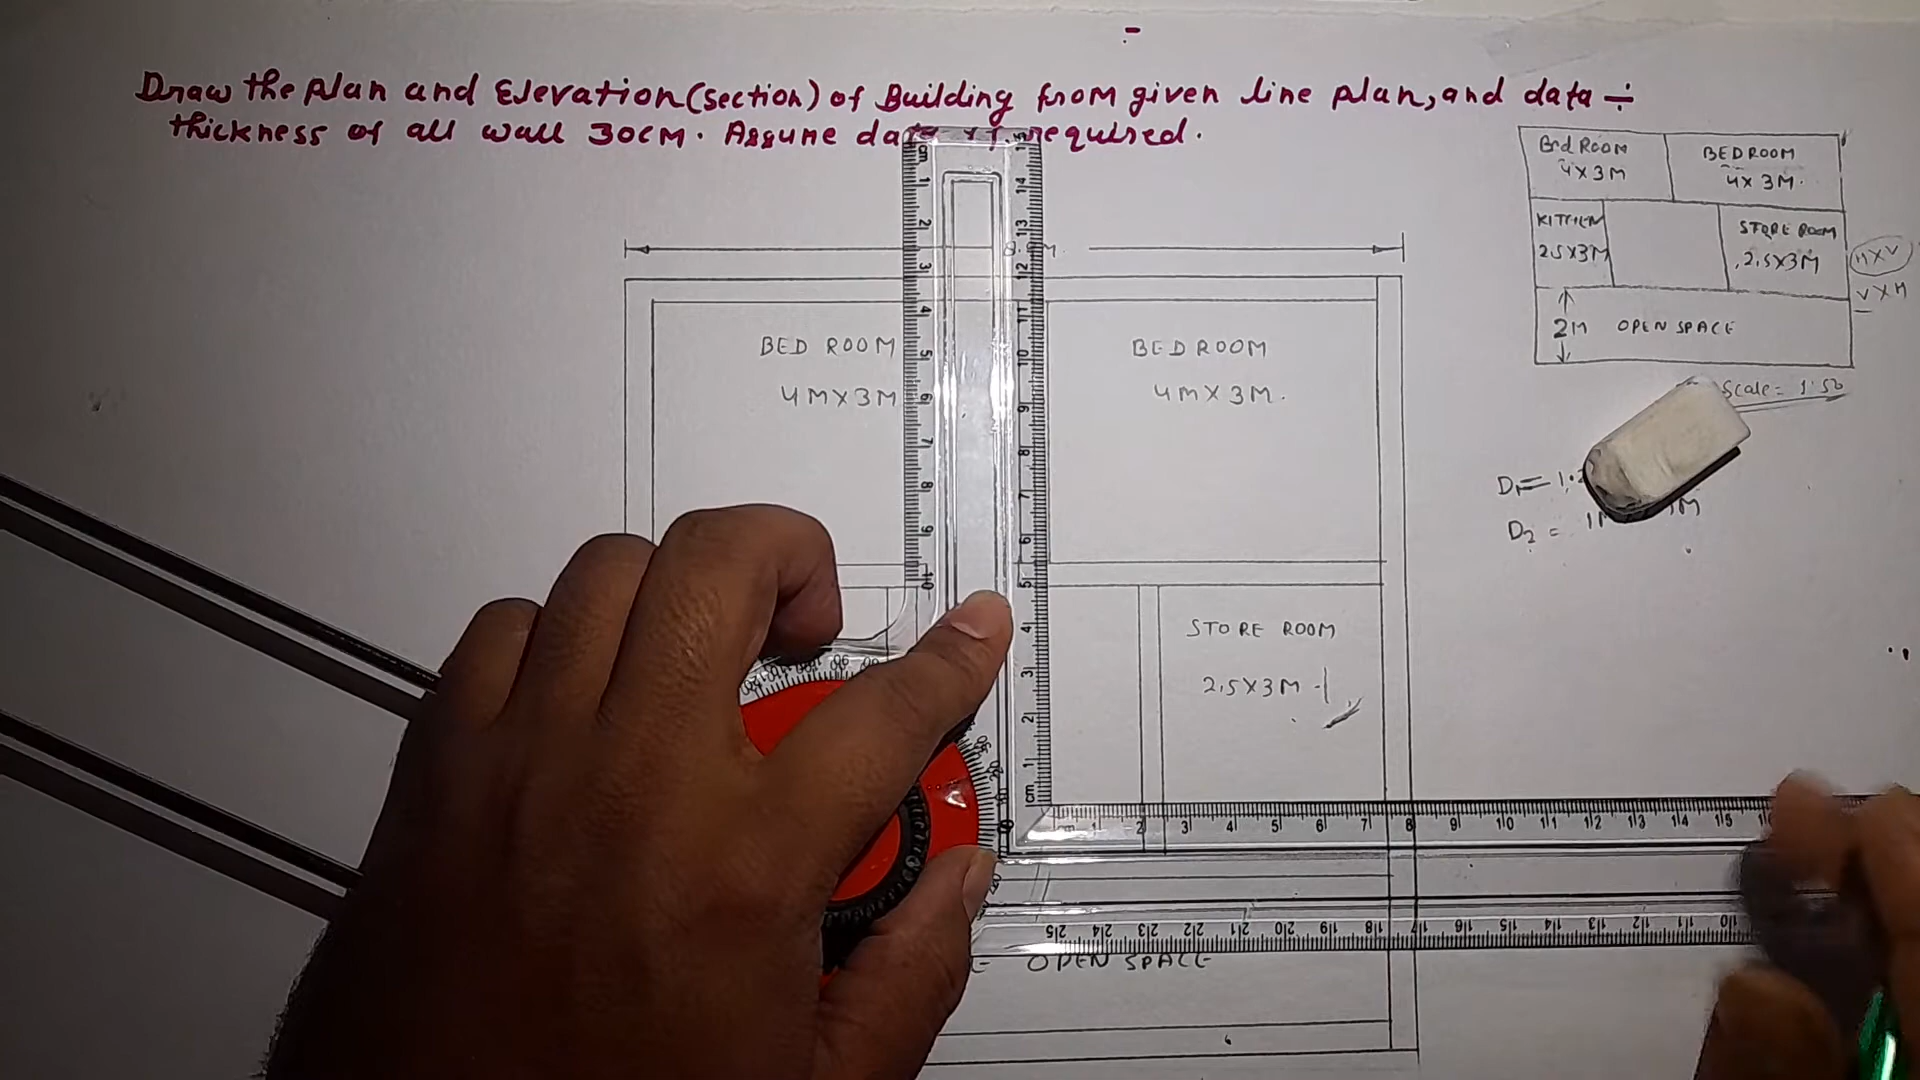 Draw the plan and Elevation(section) of Building from given line plan, and data ÷
thickness of all wall 30CM. Assume required.
Bed ROOM
4X3M
BEDROOM
4X 3M.
KITCHEN
2.5X3M
STORE ROOM
2.5X3M
HXV
VXH
2M OPEN SPACE
Scale = 1:50
M.
BED ROOM
4MX3M
BEDROOM
4MX3M.
D1= 1.2
D2 = 1M M
STORE ROOM
2.5X3M
OPEN SPACE